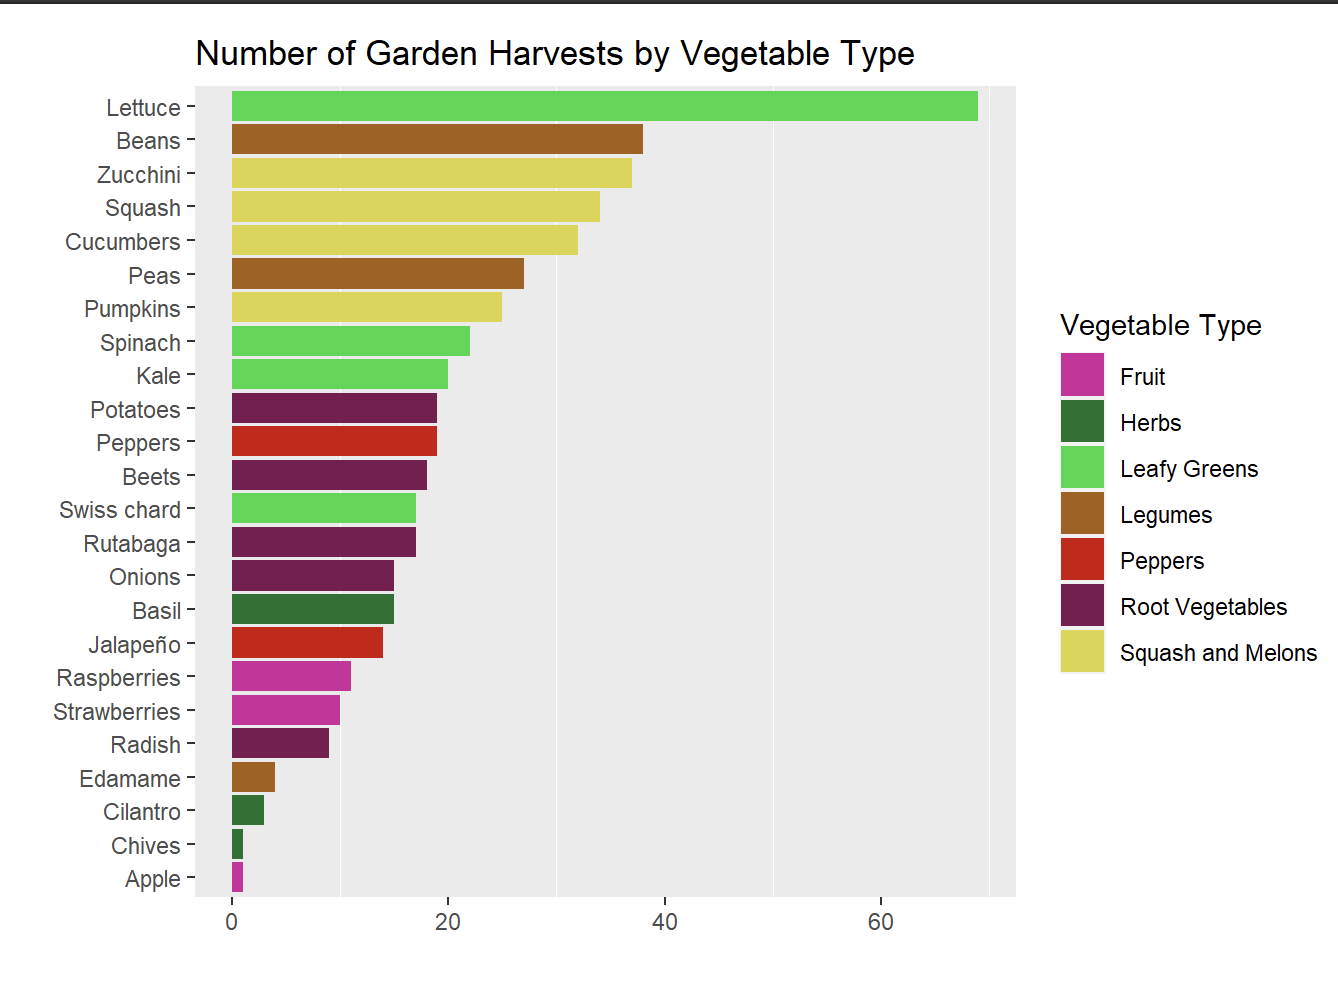 Number of Garden Harvests by Vegetable Type
Lettuce
Beans
Zucchini
Squash
Cucumbers
Peas
Pumpkins
Spinach
Kale
Potatoes
Peppers
Beets
Swiss chard
Rutabaga
Onions
Basil
Jalapeño
Raspberries
Strawberries
Radish
Edamame
Cilantro
Chives
Apple
0 20 40 60
Vegetable Type
Fruit
Herbs
Leafy Greens
Legumes
Peppers
Root Vegetables
Squash and Melons